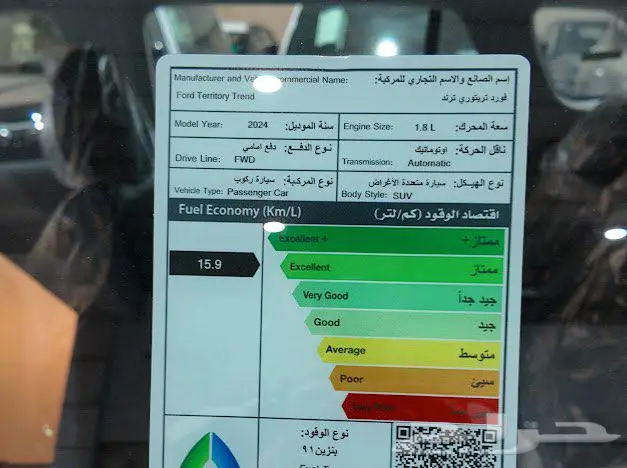 اسم الصانع والاسم التجاري للمركبة:
Manufacturer and Commercial Name:
فورد تريتوري ترند
Ford Territory Trend
Model Year: 2024 سنة الموديل:
Engine Size: 1.8 L سعة المحرك:
نوع الدفع: دفع امامي
Drive Line: FWD
ناقل الحركة: اوتوماتيك
Transmission: Automatic
نوع المركبة: سيارة ركوب
Vehicle Type: Passenger Car
نوع الهيكل: سيارة متعددة الأغراض
Body Style: SUV
Fuel Economy (Km/L) اقتصاد الوقود (كم/لتر)
15.9
Excellent + ممتاز+
Excellent ممتاز
Very Good جيد جداً
Good جيد
Average متوسط
Poor سيئ
Very
نوع الوقود:
بنزين ٩١
حراج